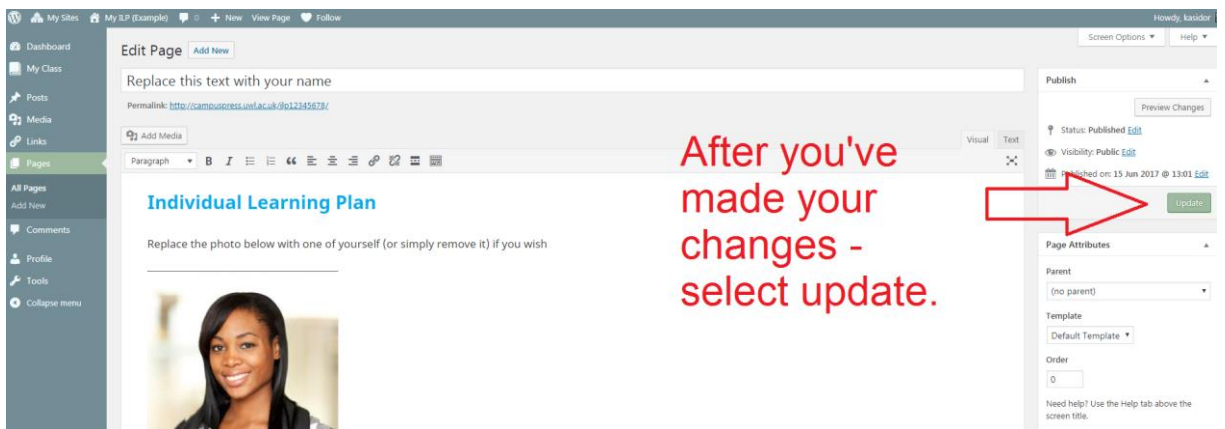 My Sites My ILP (Example) 0 + New View Page Follow Howdy, kasidor
Screen Options Help
Dashboard
My Class
Posts
Media
Links
Pages
All Pages
Add New
Comments
Profile
Tools
Collapse menu
Edit Page Add New
Replace this text with your name
Permalink: http://campuspress.uwl.ac.uk/ilp12345678/
Add Media
Visual Text
Paragraph B I
Individual Learning Plan
Replace the photo below with one of yourself (or simply remove it) if you wish
After you've
made your
changes -
select update.
Publish
Preview Changes
Status: Published Edit
Visibility: Public Edit
Published on: 15 Jun 2017 @ 13:01 Edit
Update
Page Attributes
Parent
(no parent)
Template
Default Template
Order
0
Need help? Use the Help tab above the
screen title.